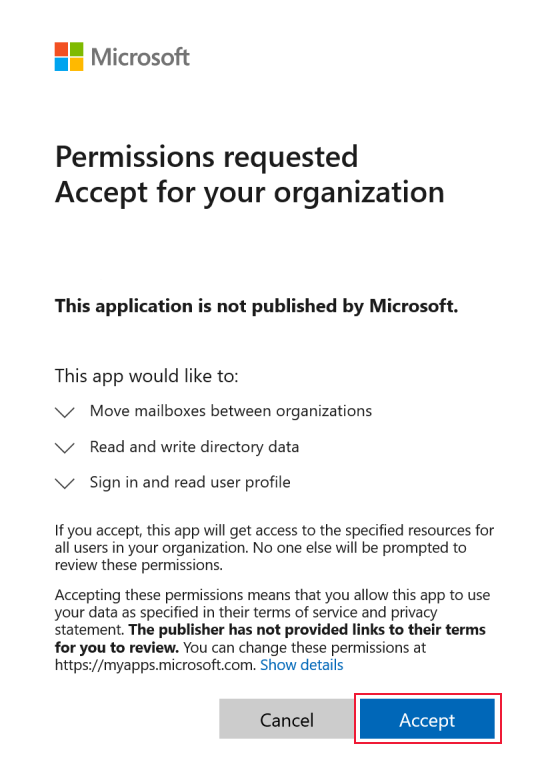 Microsoft
Permissions requested
Accept for your organization
This application is not published by Microsoft.
This app would like to:
Move mailboxes between organizations
Read and write directory data
Sign in and read user profile
If you accept, this app will get access to the specified resources for
all users in your organization. No one else will be prompted to
review these permissions.
Accepting these permissions means that you allow this app to use
your data as specified in their terms of service and privacy
statement. The publisher has not provided links to their terms
for you to review. You can change these permissions at
https://myapps.microsoft.com. Show details
Cancel Accept